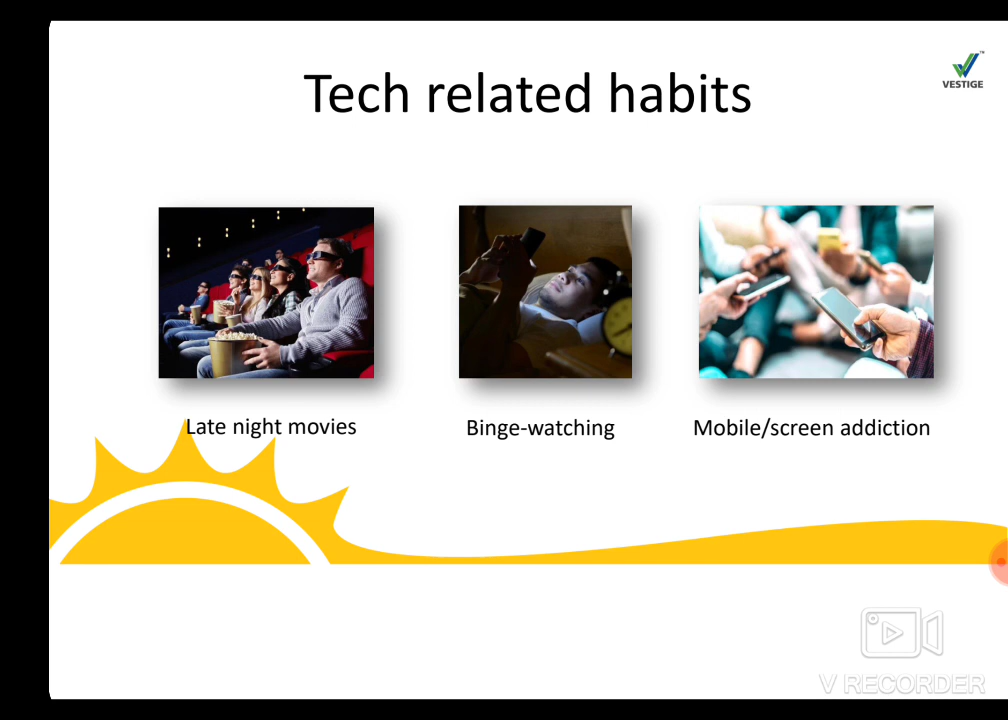 Tech related habits
VESTIGE
Late night movies
Binge-watching
Mobile/screen addiction
V RECORDER